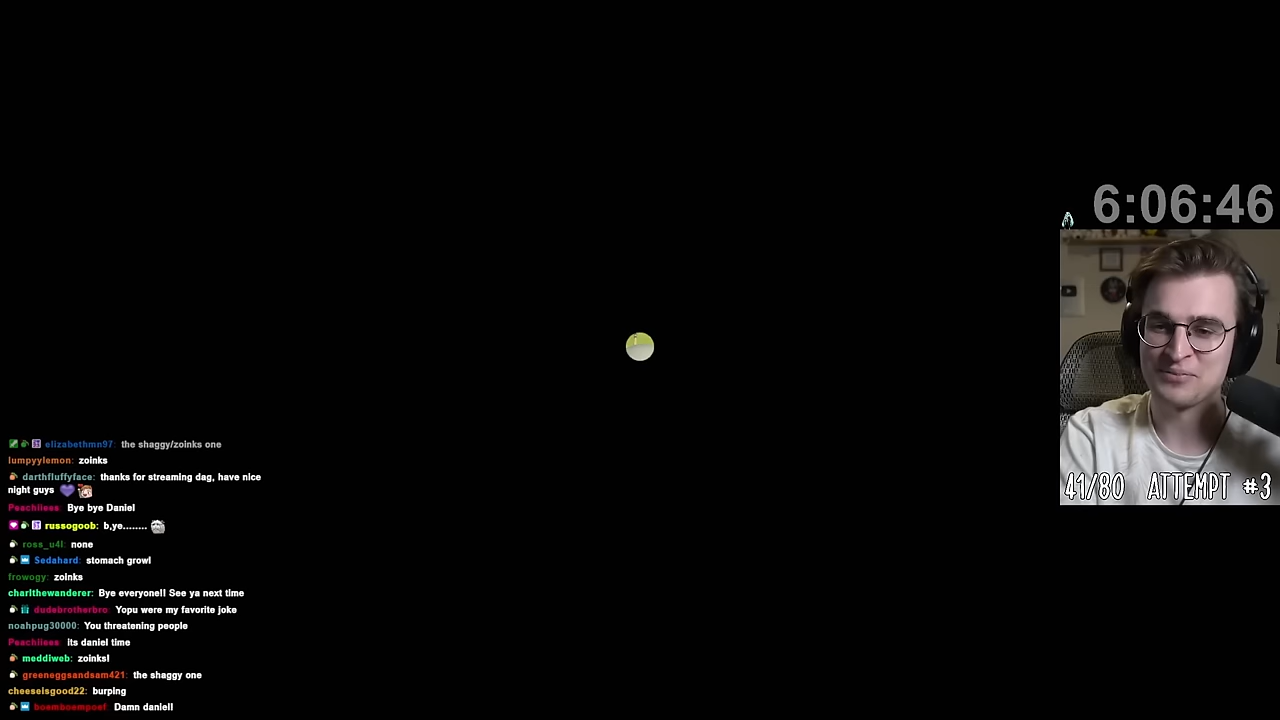 6:06:46
41/80 ATTEMPT #3
elizabethmn97: the shaggy/zoinks one
lumpyylemon: zoinks
darthfluffyface: thanks for streaming dag, have nice
night guys
Peachliees: Bye bye Daniel
russogoob: b,ye........
ross_u4l: none
Sedahard: stomach growl
frowogy: zoinks
charlthewanderer: Bye everyone!! See ya next time
dudebrotherbro: Yopu were my favorite joke
noahpug30000: You threatening people
Peachliees: its daniel time
meddiweb: zoinks!
greeneggsandsam421: the shaggy one
cheeseisgood22: burping
Damn daniel!